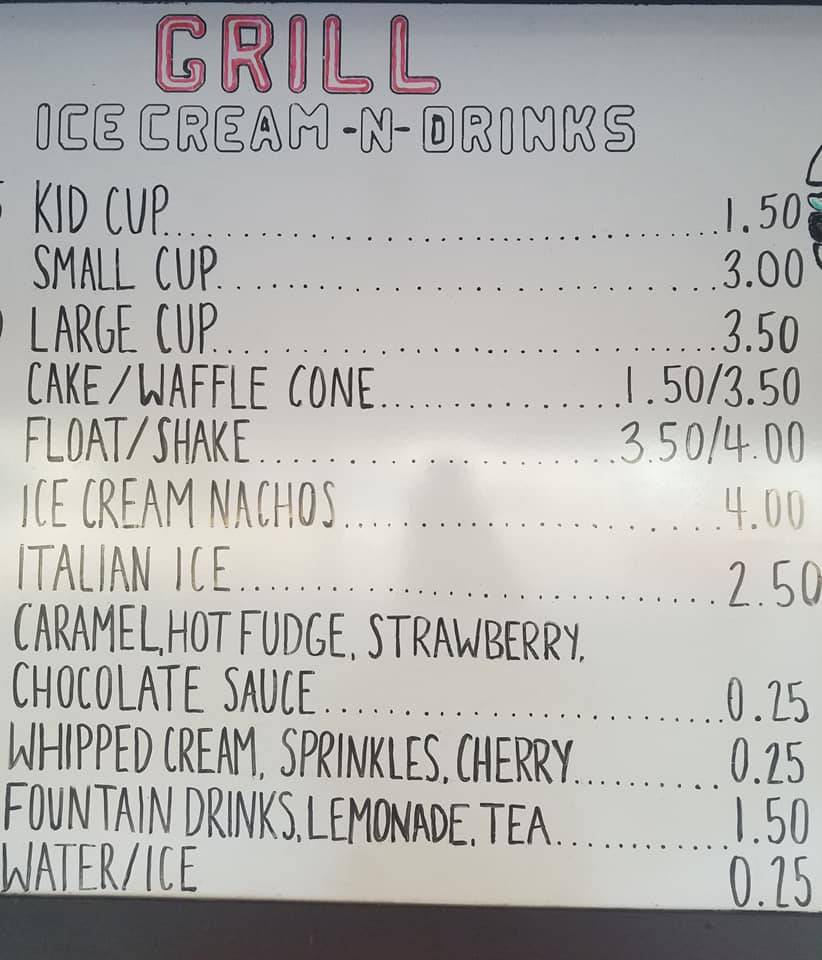 GRILL
ICE CREAM -N- DRINKS
KID CUP..........1.50
SMALL CUP..........3.00
LARGE CUP..........3.50
CAKE/WAFFLE CONE..........1.50/3.50
FLOAT/SHAKE..........3.50/4.00
ICE CREAM NACHOS..........4.00
ITALIAN ICE..........2.50
CARAMEL, HOT FUDGE, STRAWBERRY,
CHOCOLATE SAUCE..........0.25
WHIPPED CREAM, SPRINKLES, CHERRY..........0.25
FOUNTAIN DRINKS, LEMONADE, TEA..........1.50
WATER/ICE 0.25